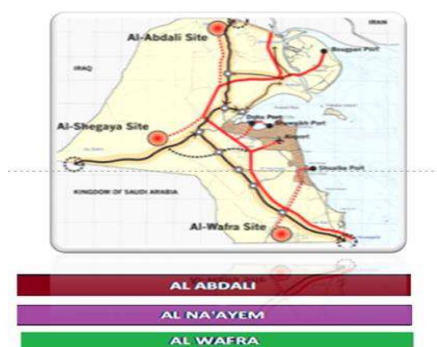 Al-Abdali Site
IRAN
Bougyan Port
IRAQ
Doha Port
Shuwaikh Port
Al-Shegaya Site
Airport
Shuaiba Port
KINGDOM OF SAUDI ARABIA
Al-Wafra Site
AL ABDALI
AL NA'AYEM
AL WAFRA